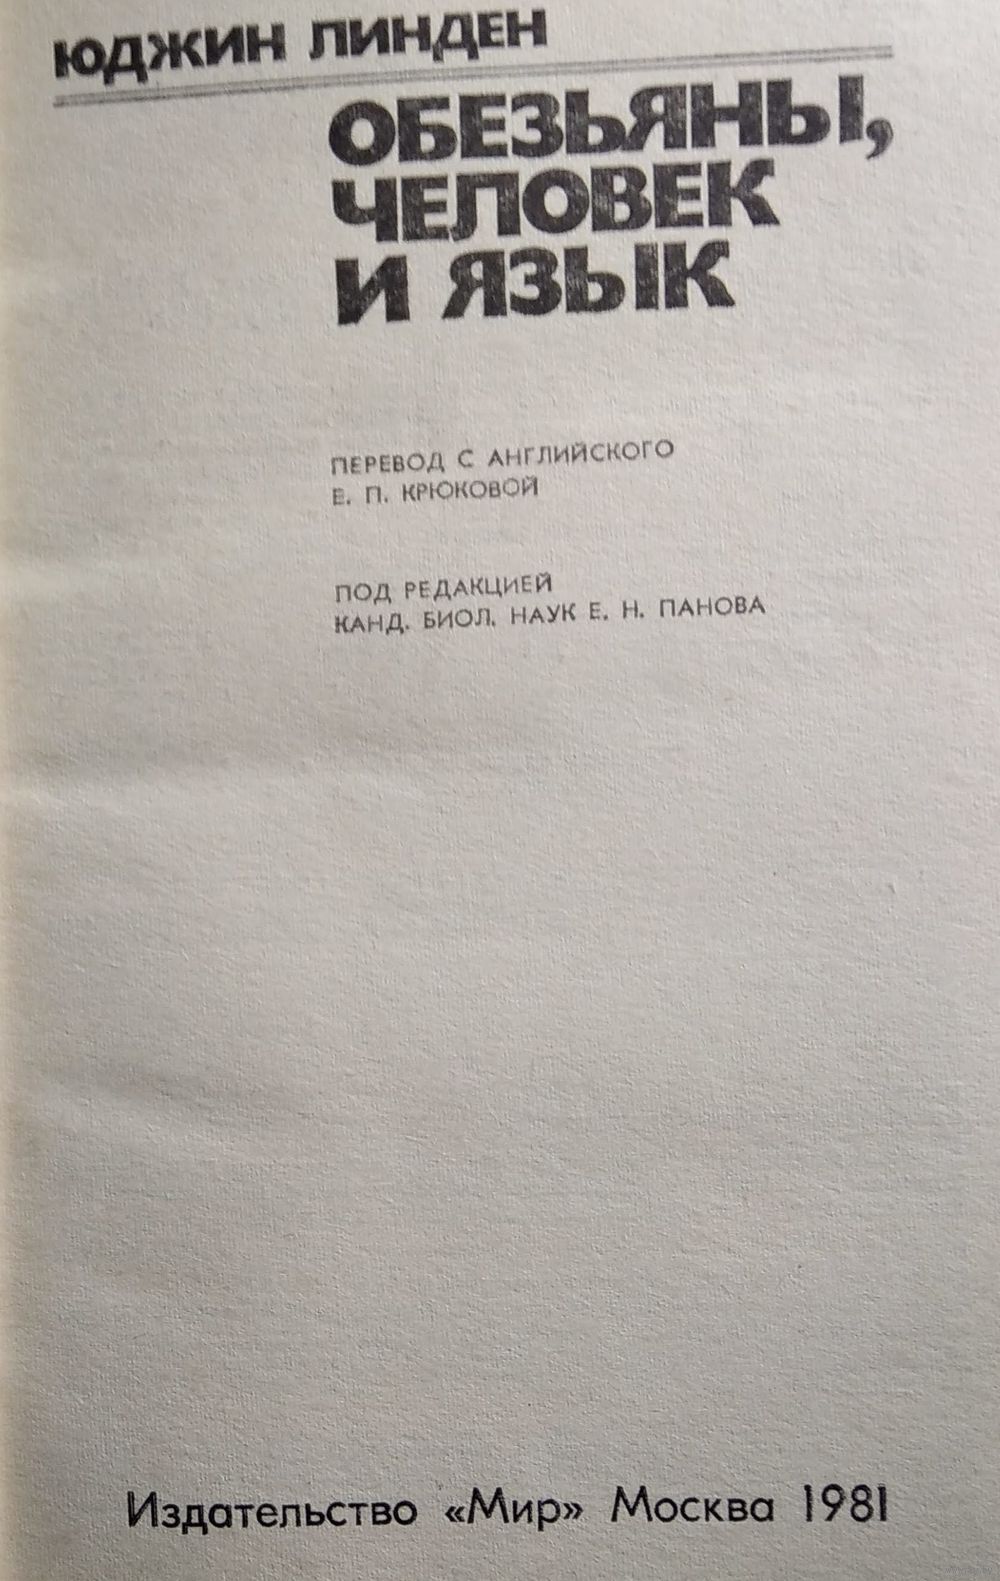 ЮДЖИН ЛИНДЕН
ОБЕЗЬЯНЫ,
ЧЕЛОВЕК
И ЯЗЫК
ПЕРЕВОД С АНГЛИЙСКОГО
Е. П. КРЮКОВОЙ
ПОД РЕДАКЦИЕЙ
КАНД. БИОЛ. НАУК Е. Н. ПАНОВА
Издательство «Мир» Москва 1981